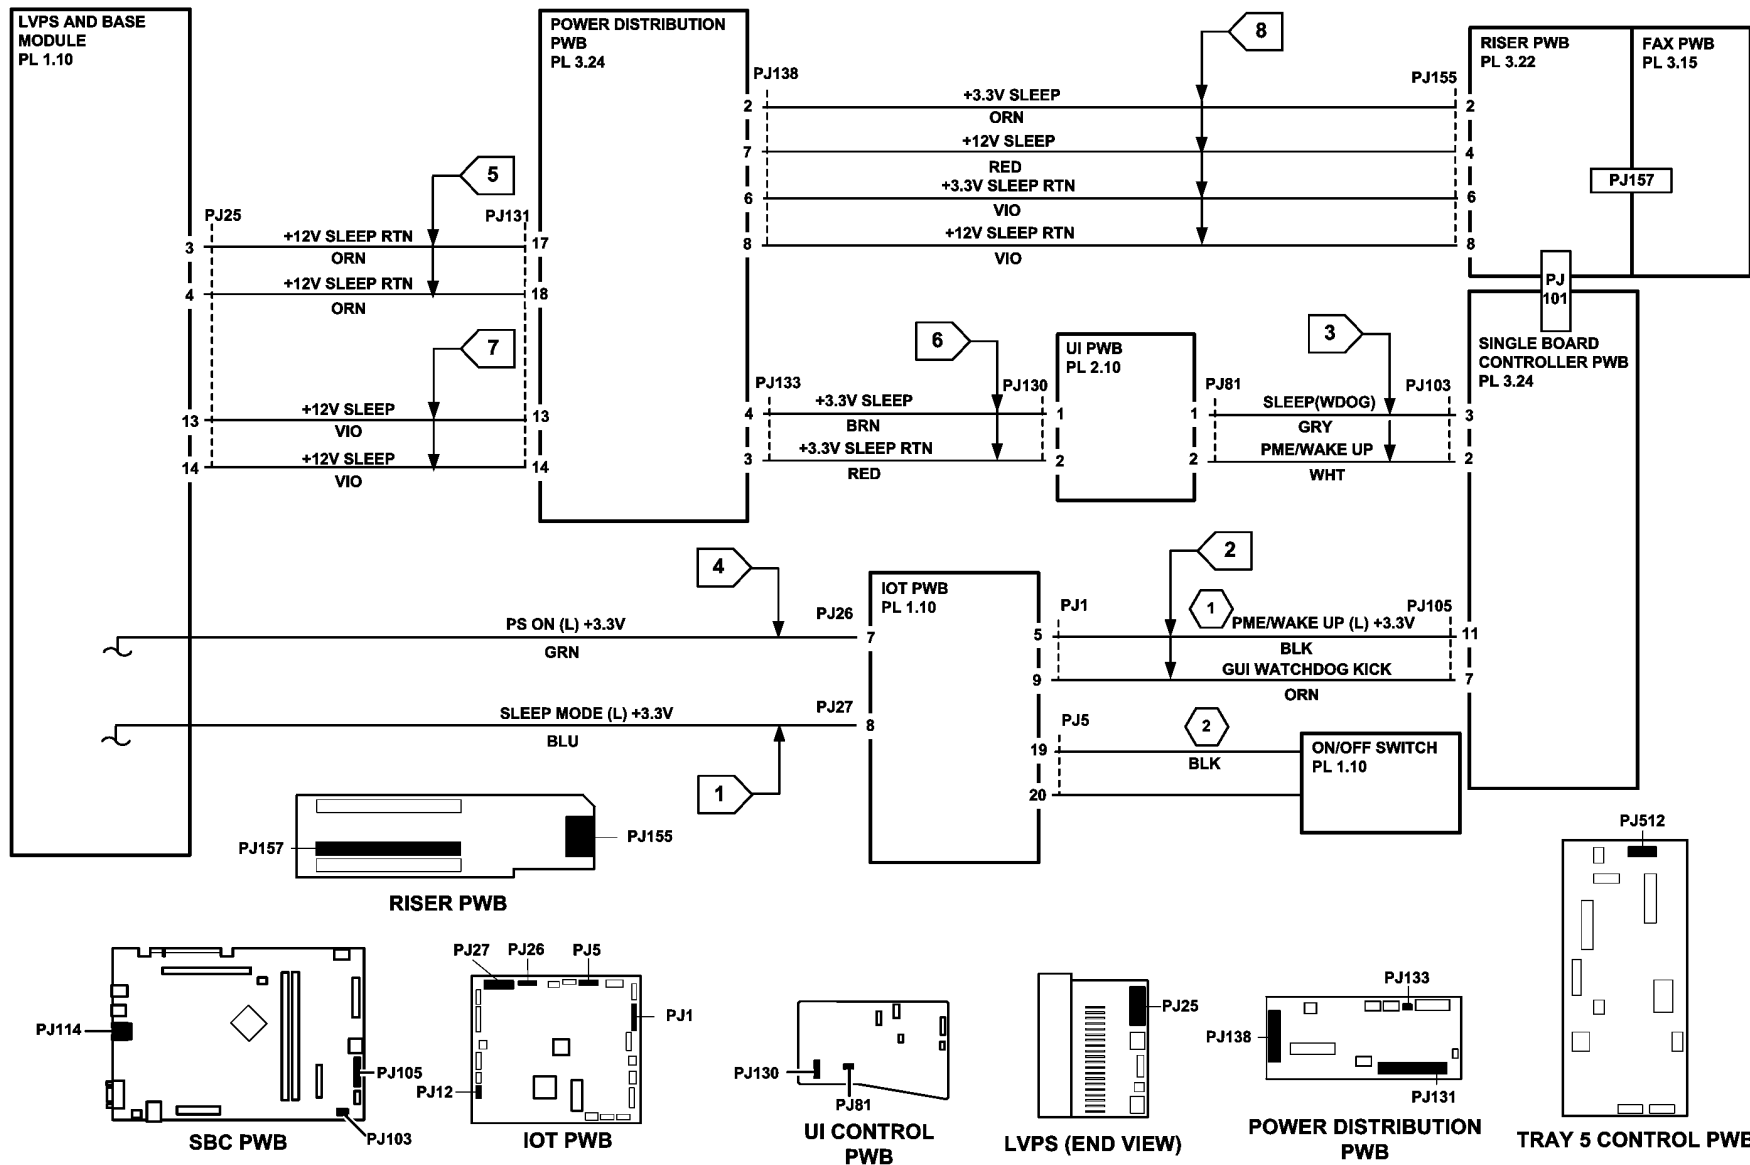 LVPS AND BASE
MODULE
PL 1.10
POWER DISTRIBUTION
PWB
PL 3.24
8
RISER PWB
PL 3.22
FAX PWB
PL 3.15
PJ138
PJ155
2
+3.3V SLEEP
ORN
2
7
+12V SLEEP
RED
4
6
+3.3V SLEEP RTN
VIO
6
8
+12V SLEEP RTN
VIO
8
PJ157
5
PJ25
PJ131
3
+12V SLEEP RTN
ORN
17
4
+12V SLEEP RTN
ORN
18
7
13
+12V SLEEP
VIO
13
14
+12V SLEEP
VIO
14
PJ
101
6
UI PWB
PL 2.10
3
SINGLE BOARD
CONTROLLER PWB
PL 3.24
PJ133
PJ130
PJ81
PJ103
4
+3.3V SLEEP
BRN
1
1
SLEEP(WDOG)
GRY
3
3
+3.3V SLEEP RTN
RED
2
2
PME/WAKE UP
WHT
2
4
IOT PWB
PL 1.10
2
PJ26
PJ1
1
PJ105
PS ON (L) +3.3V
GRN
7
5
PME/WAKE UP (L) +3.3V
BLK
11
9
GUI WATCHDOG KICK
ORN
7
PJ27
SLEEP MODE (L) +3.3V
BLU
8
PJ5
2
19
BLK
20
ON/OFF SWITCH
PL 1.10
1
PJ157
PJ155
RISER PWB
PJ512
TRAY 5 CONTROL PWB
PJ114
PJ105
PJ103
SBC PWB
PJ27
PJ26
PJ5
PJ1
PJ12
IOT PWB
PJ130
PJ81
UI CONTROL
PWB
PJ25
LVPS (END VIEW)
PJ133
PJ138
PJ131
POWER DISTRIBUTION
PWB